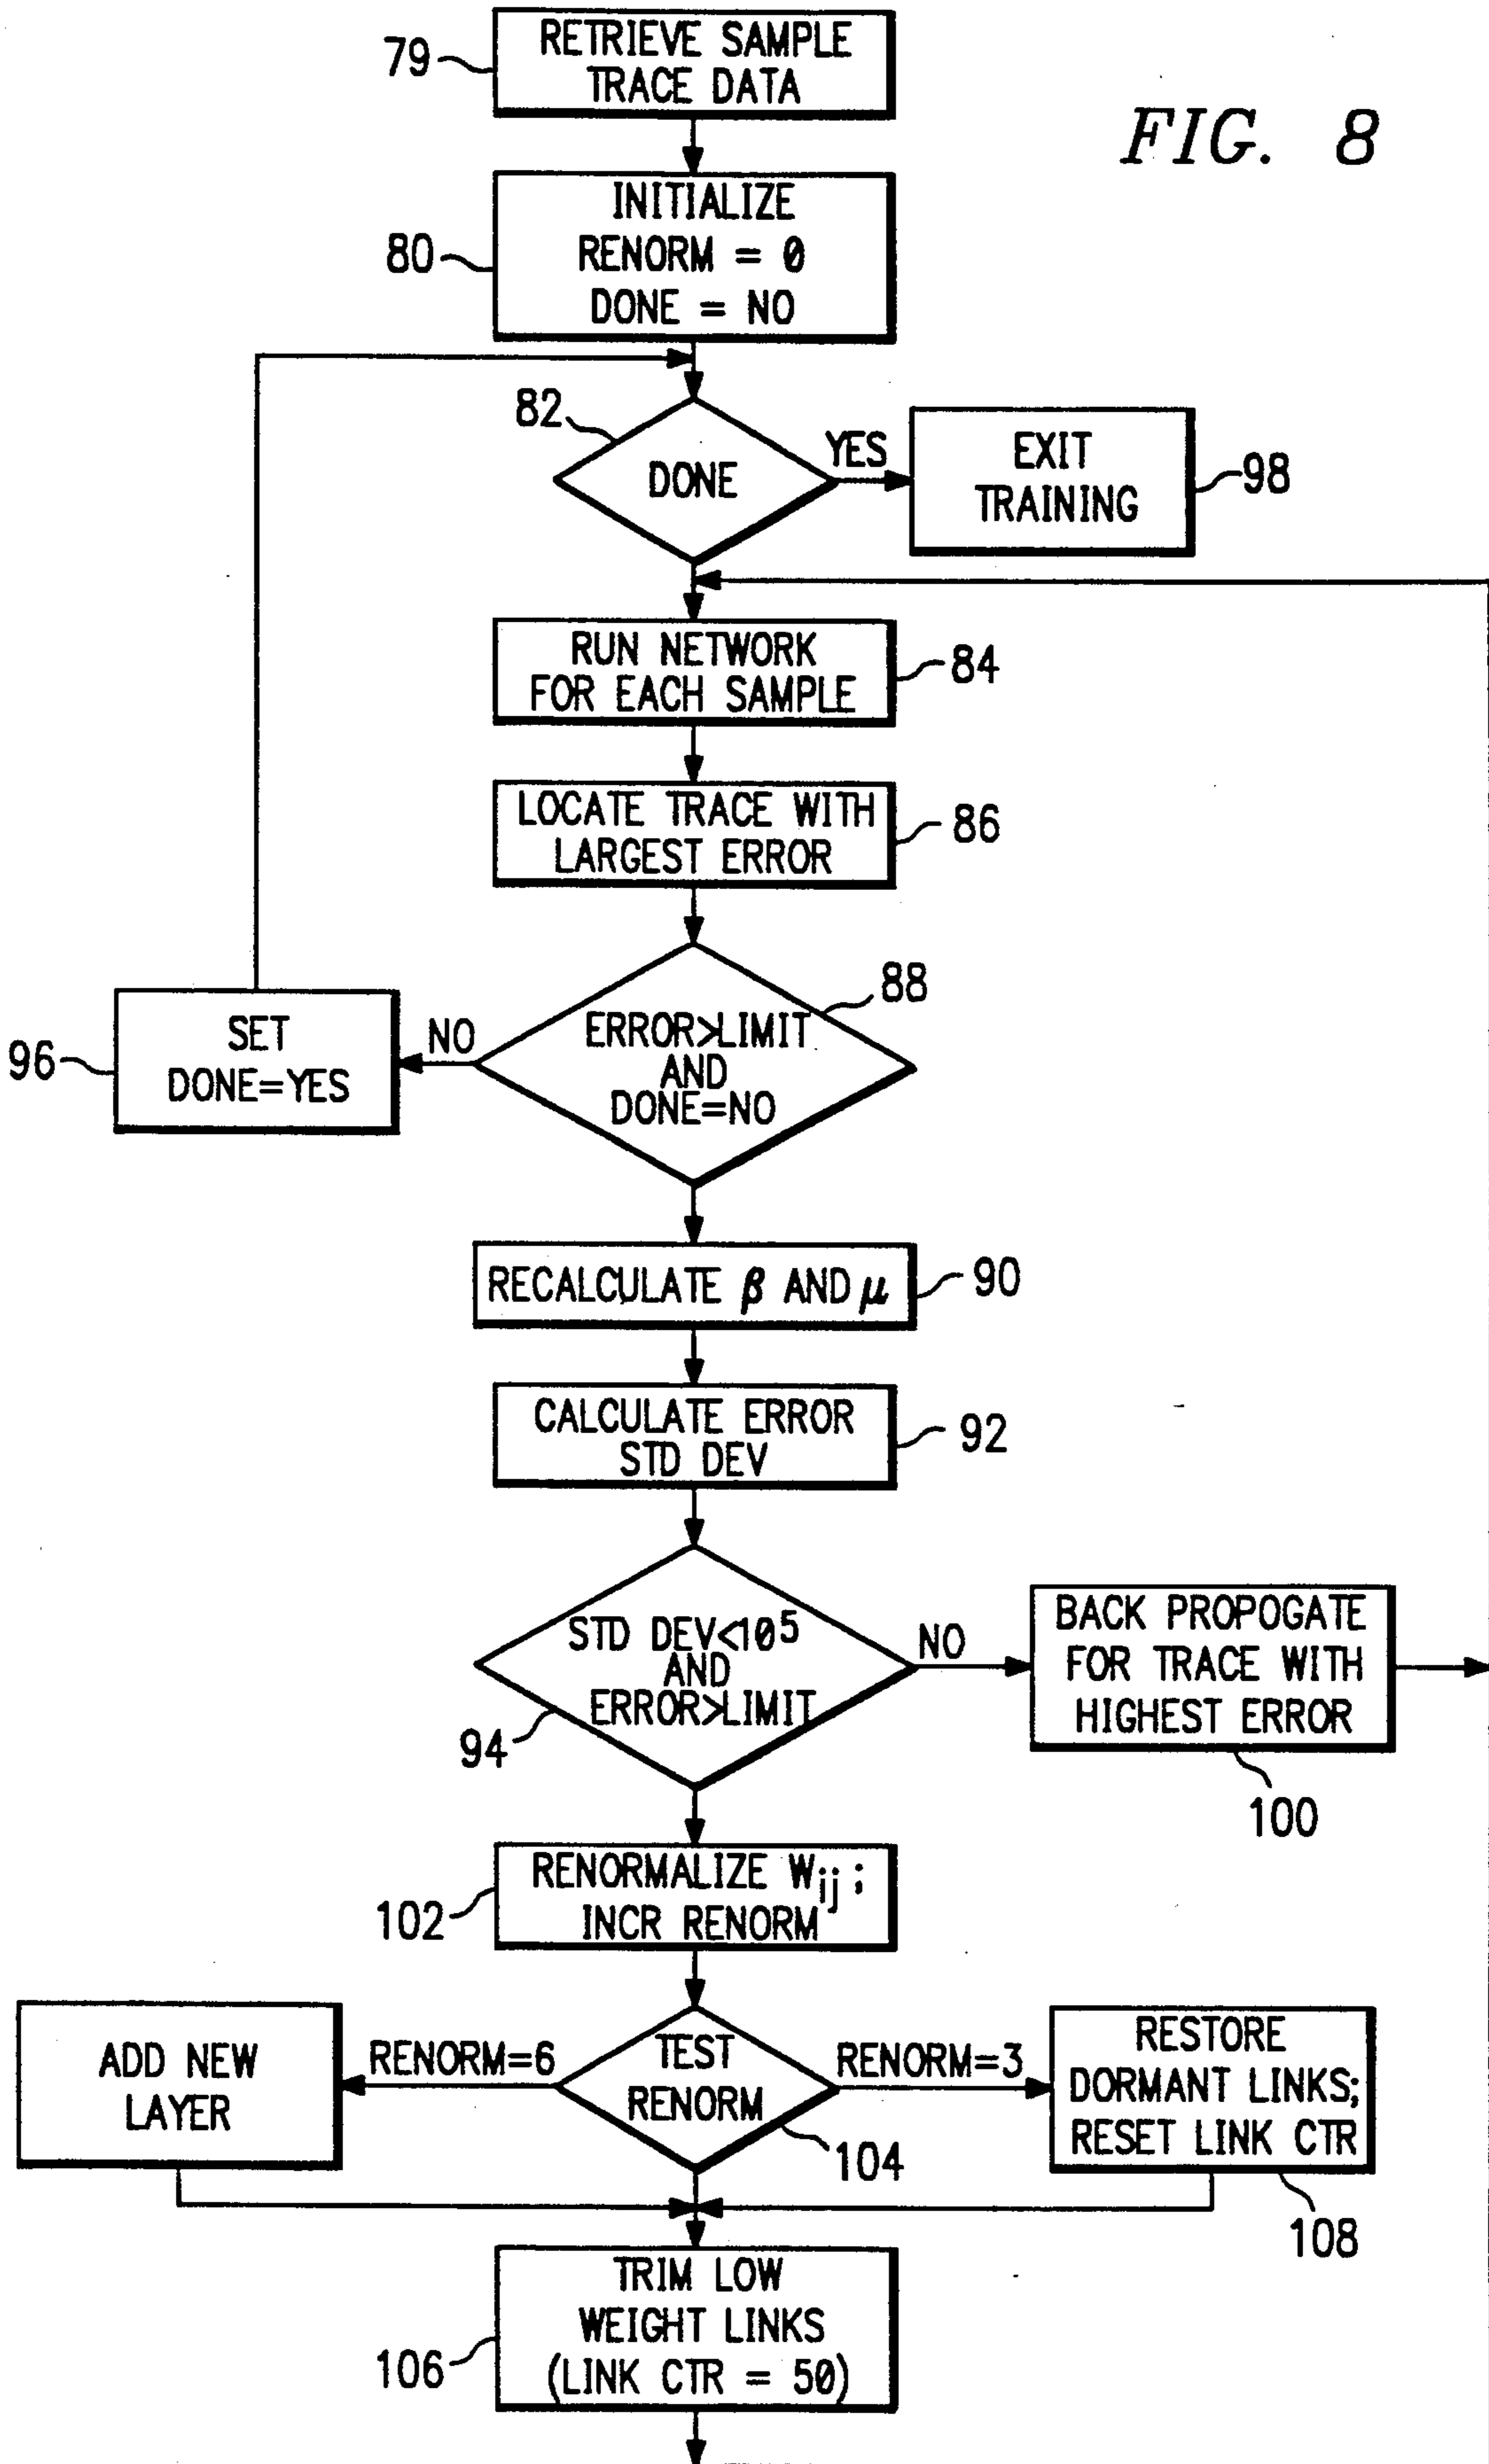 RETRIEVE SAMPLE
TRACE DATA
79
FIG. 8
INITIALIZE
RENORM = 0
DONE = NO
80
82
DONE
YES
EXIT
TRAINING
98
RUN NETWORK
FOR EACH SAMPLE
84
LOCATE TRACE WITH
LARGEST ERROR
86
88
ERROR>LIMIT
AND
DONE=NO
NO
SET
DONE=YES
96
RECALCULATE β AND μ
90
CALCULATE ERROR
STD DEV
92
STD DEV<10⁵
AND
ERROR>LIMIT
94
NO
BACK PROPOGATE
FOR TRACE WITH
HIGHEST ERROR
100
RENORMALIZE Wij;
INCR RENORM
102
ADD NEW
LAYER
RENORM=6
TEST
RENORM
104
RENORM=3
RESTORE
DORMANT LINKS;
RESET LINK CTR
108
TRIM LOW
WEIGHT LINKS
(LINK CTR = 50)
106